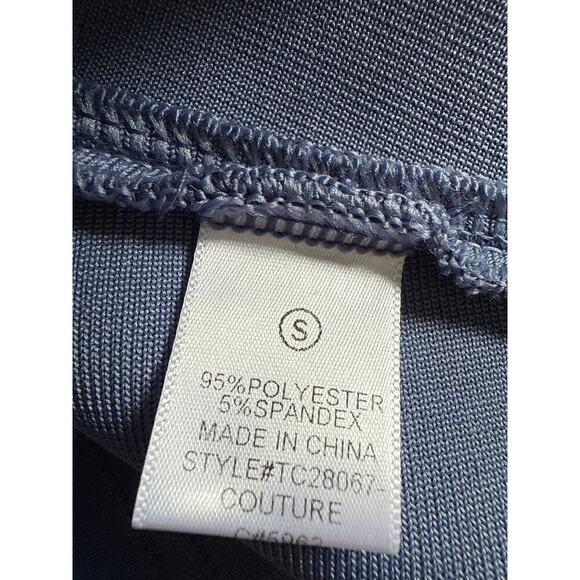 S
95%POLYESTER
5%SPANDEX
MADE IN CHINA
STYLE#TC28067-
COUTURE